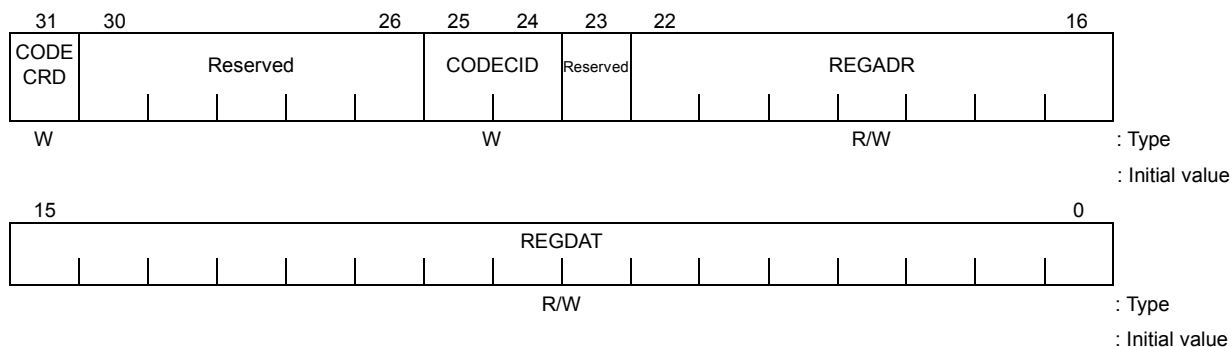 31 30 26 25 24 23 22 16
CODE
CRD
Reserved CODECID Reserved REGADR
W W R/W : Type
: Initial value
15 0
REGDAT
R/W : Type
: Initial value